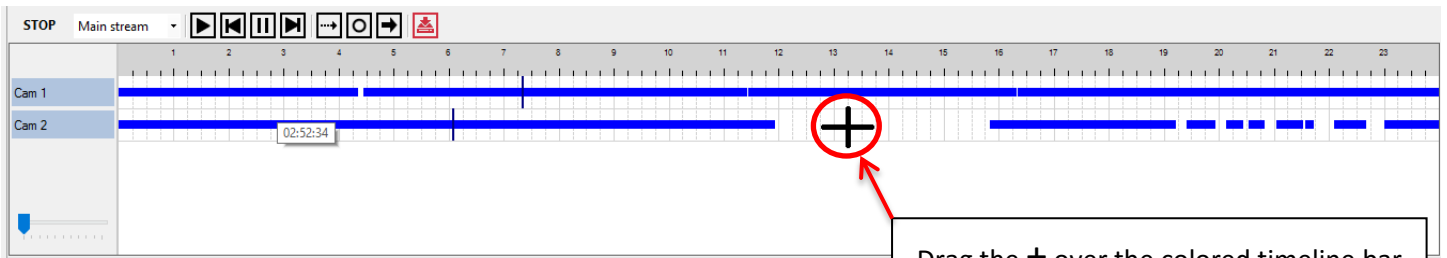 STOP Main stream
1 2 3 4 5 6 7 8 9 10 11 12 13 14 15 16 17 18 19 20 21 22 23
Cam 1
Cam 2
02:52:34
Drag the + over the colored timeline bar